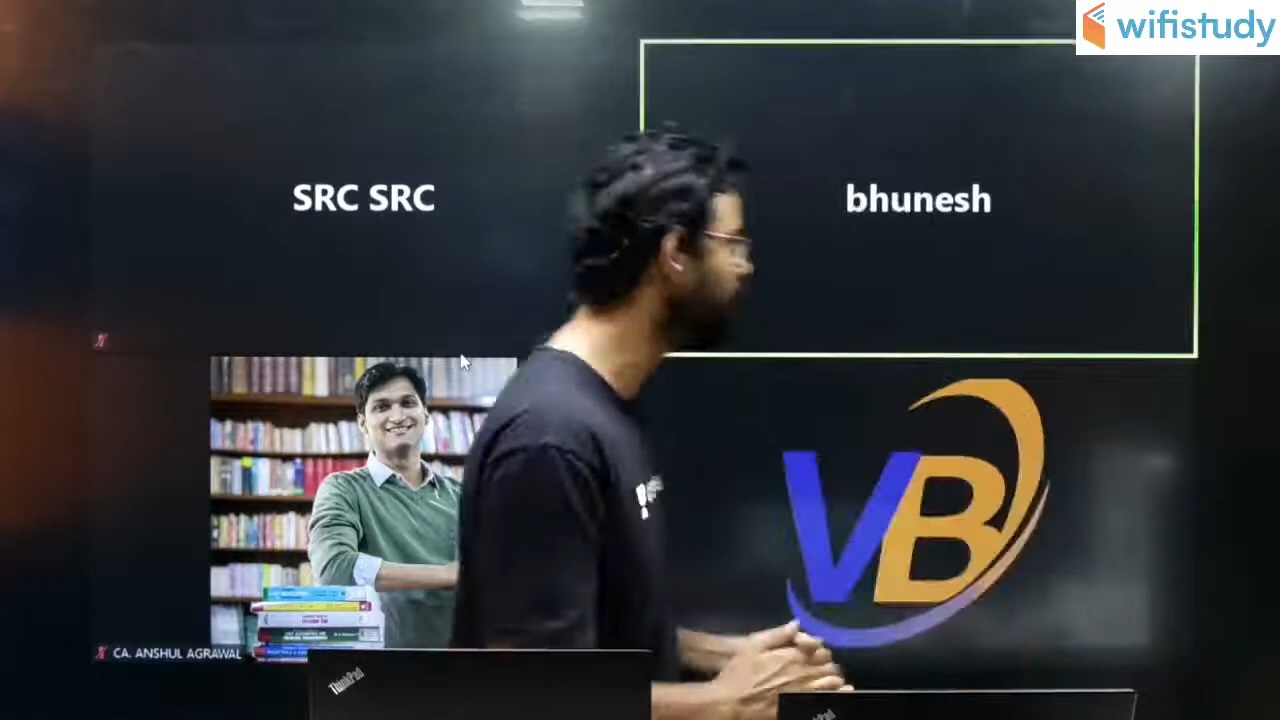 wifistudy
SRC SRC
bhunesh
VB
CA. ANSHUL AGRAWAL
ThinkPad